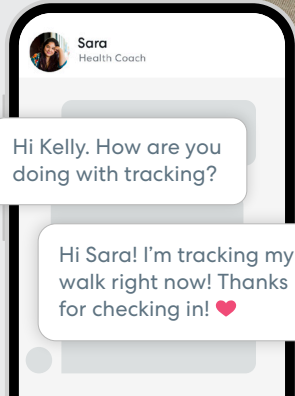 Sara
Health Coach
Hi Kelly. How are you
doing with tracking?
Hi Sara! I’m tracking my
walk right now! Thanks
for checking in! ❤